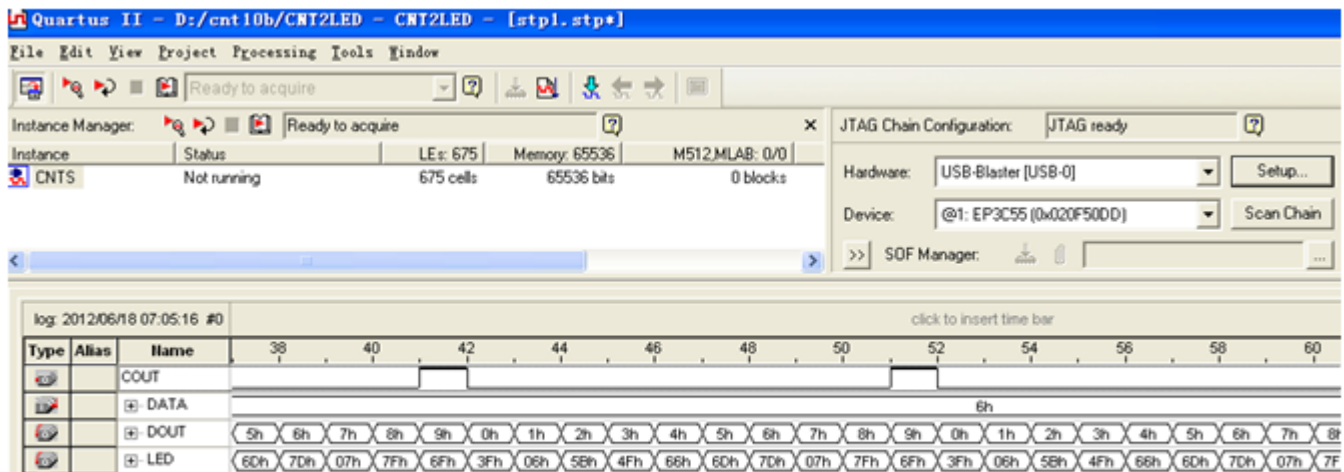 Quartus II - D:/cnt10b/CNT2LED - CNT2LED - [stp1.stp*]
File Edit View Project Processing Tools Window
Ready to acquire
Instance Manager: Ready to acquire × JTAG Chain Configuration: JTAG ready
Instance Status LEs: 675 Memory: 65536 M512,MLAB: 0/0
CNTS Not running 675 cells 65536 bits 0 blocks
Hardware: USB-Blaster [USB-0] Setup...
Device: @1: EP3C55 (0x020F50DD) Scan Chain
>> SOF Manager: ...
log: 2012/06/18 07:05:16 #0 click to insert time bar
Type Alias Name 38 40 42 44 46 48 50 52 54 56 58 60
COUT
DATA 6h
DOUT 5h 6h 7h 8h 9h 0h 1h 2h 3h 4h 5h 6h 7h 8h 9h 0h 1h 2h 3h 4h 5h 6h 7h 8h
LED 6Dh 7Dh 07h 7Fh 6Fh 3Fh 06h 5Bh 4Fh 66h 6Dh 7Dh 07h 7Fh 6Fh 3Fh 06h 5Bh 4Fh 66h 6Dh 7Dh 07h 7F